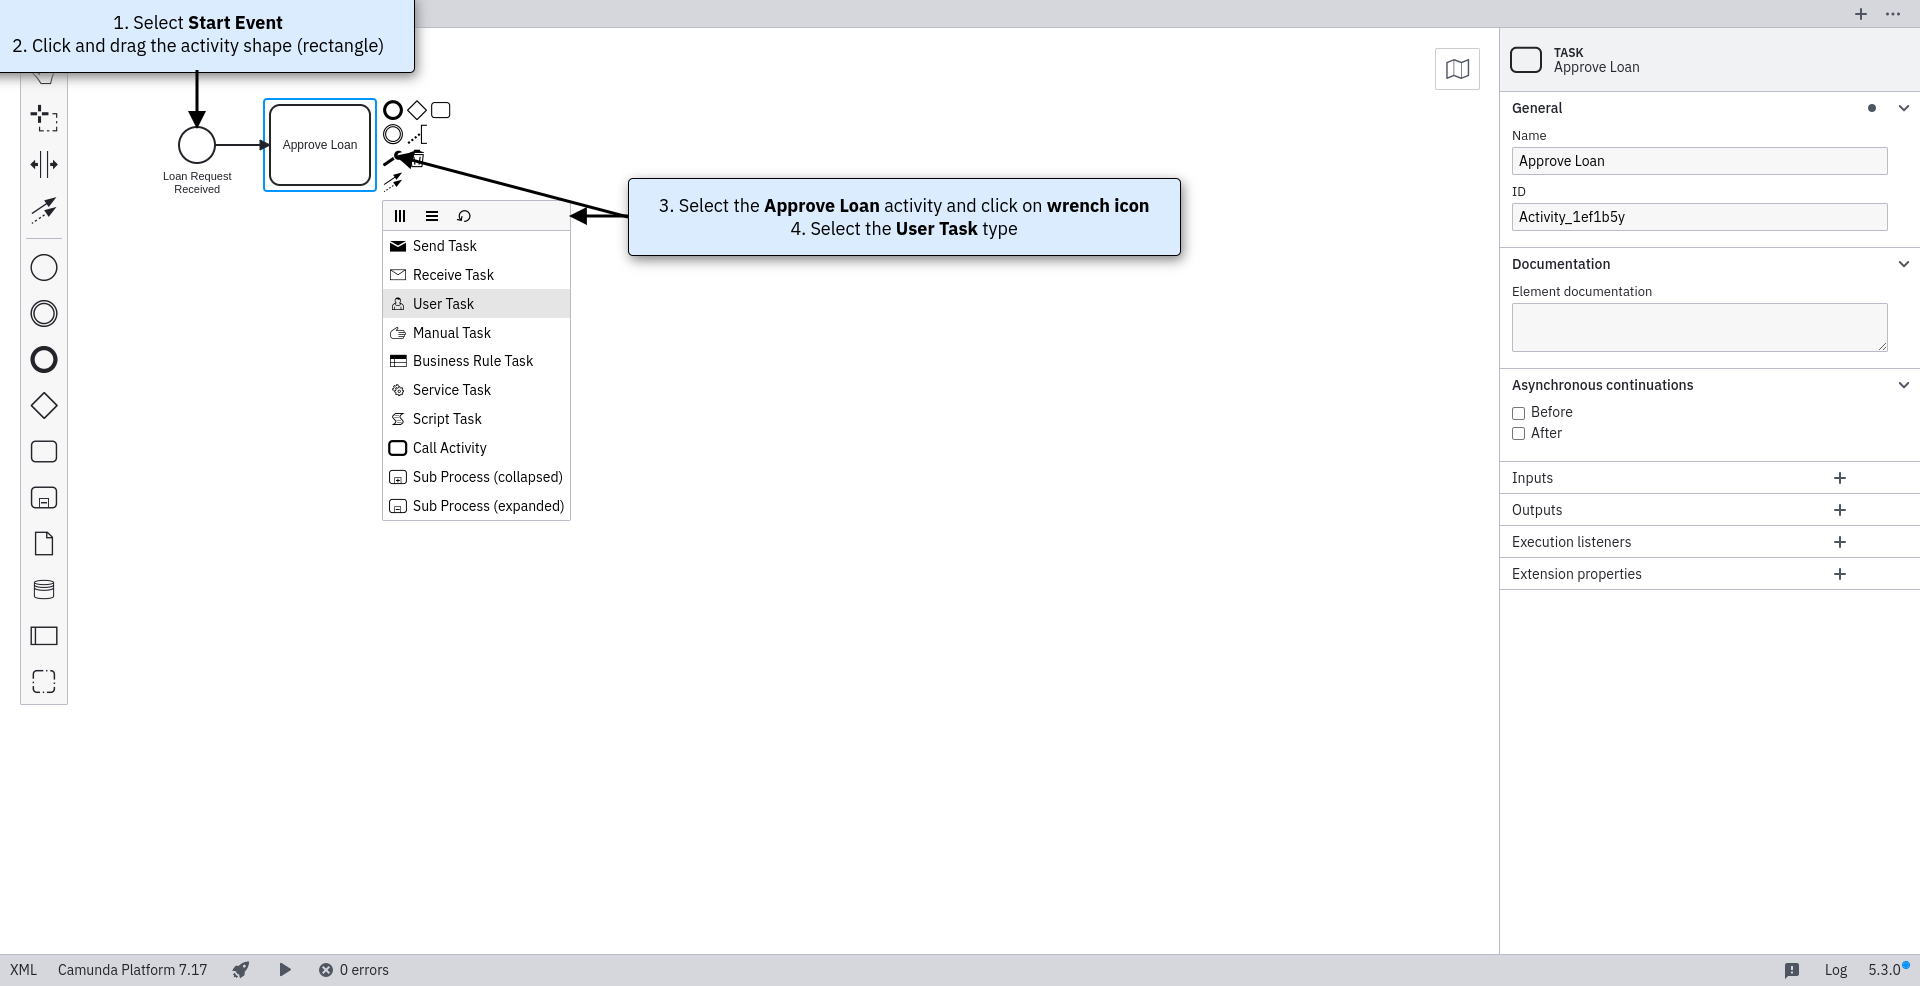 1. Select Start Event
2. Click and drag the activity shape (rectangle)
Approve Loan
Loan Request
Received
3. Select the Approve Loan activity and click on wrench icon
4. Select the User Task type
Send Task
Receive Task
User Task
Manual Task
Business Rule Task
Service Task
Script Task
Call Activity
Sub Process (collapsed)
Sub Process (expanded)
TASK
Approve Loan
General
Name
Approve Loan
ID
Activity_1ef1b5y
Documentation
Element documentation
Asynchronous continuations
Before
After
Inputs
Outputs
Execution listeners
Extension properties
XML Camunda Platform 7.17 0 errors Log 5.3.0